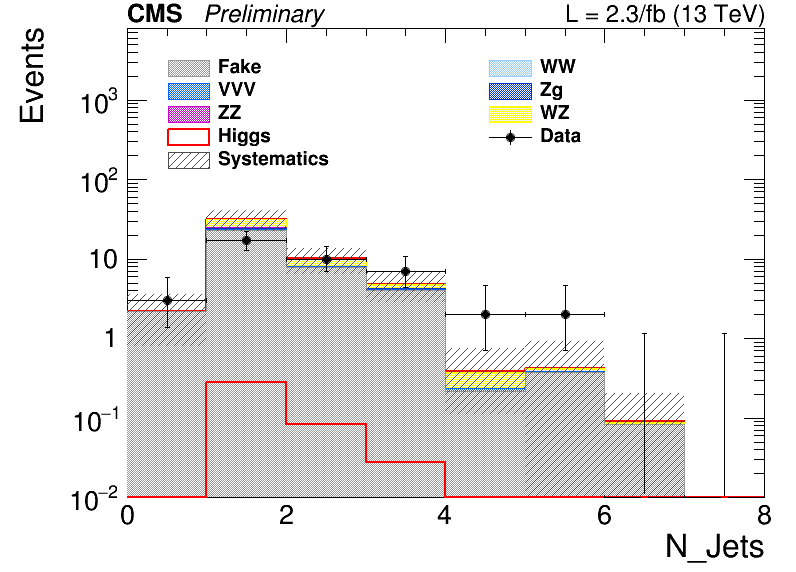 CMS Preliminary L = 2.3/fb (13 TeV)
Events
Fake WW
VVV Zg
ZZ WZ
Higgs Data
Systematics
10³
10²
10
1
10⁻¹
10⁻²
0 2 4 6 8
N_Jets